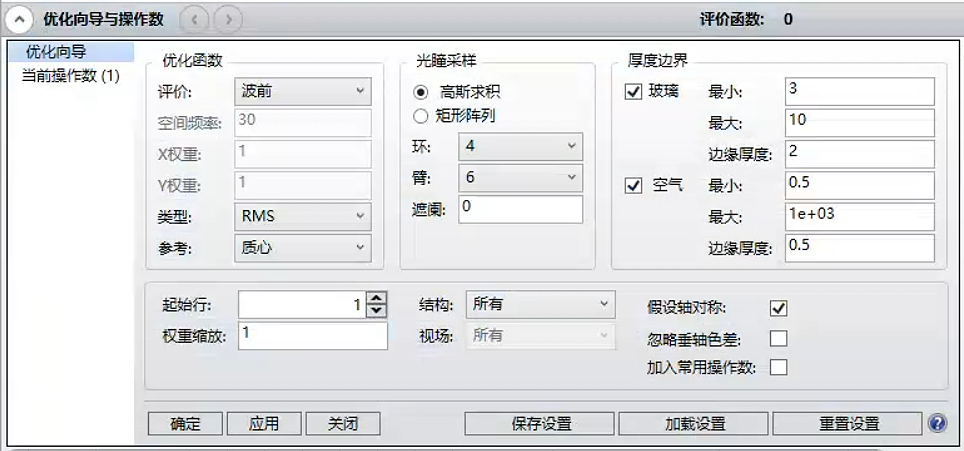 优化向导与操作数
评价函数: 0
优化向导
当前操作数 (1)
优化函数
评价: 波前
空间频率: 30
X权重: 1
Y权重: 1
类型: RMS
参考: 质心
光瞳采样
高斯求积
矩形阵列
环: 4
臂: 6
遮阑: 0
厚度边界
玻璃 最小: 3
最大: 10
边缘厚度: 2
空气 最小: 0.5
最大: 1e+03
边缘厚度: 0.5
起始行: 1
权重缩放: 1
结构: 所有
视场: 所有
假设轴对称:
忽略垂轴色差:
加入常用操作数:
确定 应用 关闭 保存设置 加载设置 重置设置 ?